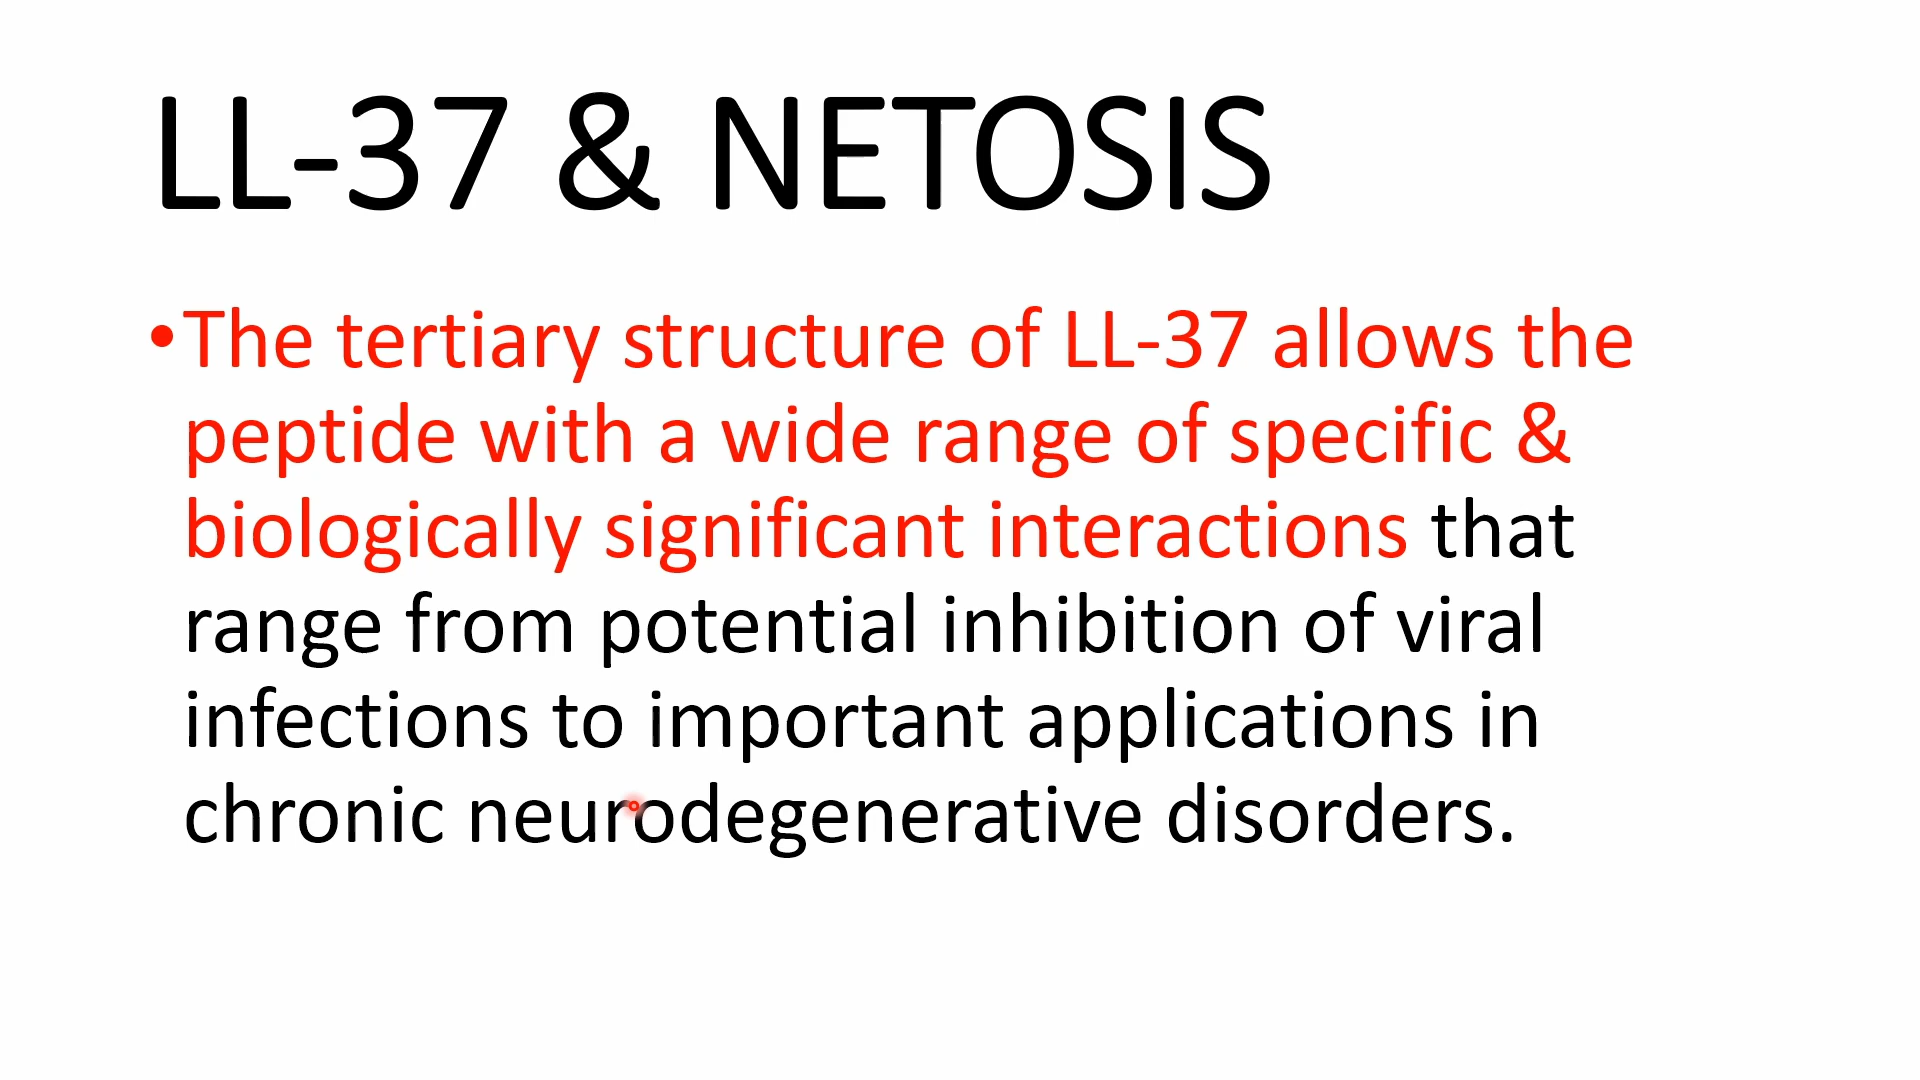 LL-37 & NETOSIS
•The tertiary structure of LL-37 allows the
peptide with a wide range of specific &
biologically significant interactions that
range from potential inhibition of viral
infections to important applications in
chronic neurodegenerative disorders.